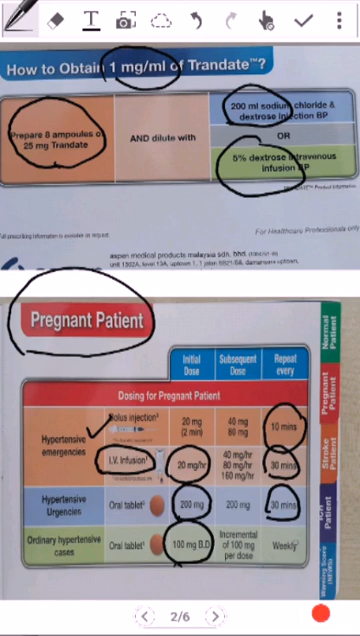 How to Obtain 1 mg/ml of Trandate™?
Prepare 8 ampoules of
25 mg Trandate
AND dilute with
200 ml sodium chloride &
dextrose injection BP
OR
5% dextrose intravenous
infusion BP
For Healthcare Professionals only
aspen medical products malaysia sdn. bhd.
Pregnant Patient
Initial
Dose
Subsequent
Dose
Repeat
every
Dosing for Pregnant Patient
Hypertensive
emergencies
Bolus injection
20 mg
(2 min)
40 mg
80 mg
10 mins
I.V. Infusion
20 mg/hr
40 mg/hr
80 mg/hr
160 mg/hr
30 mins
Hypertensive
Urgencies
Oral tablet
200 mg
200 mg
30 mins
Ordinary hypertensive
cases
Oral tablet
100 mg B.D
Incremental
of 100 mg
per dose
Weekly
Normal
Patient
Pregnant
Patient
Stroke
Patient
Patient
Warning Score
(NEWS)
2/6